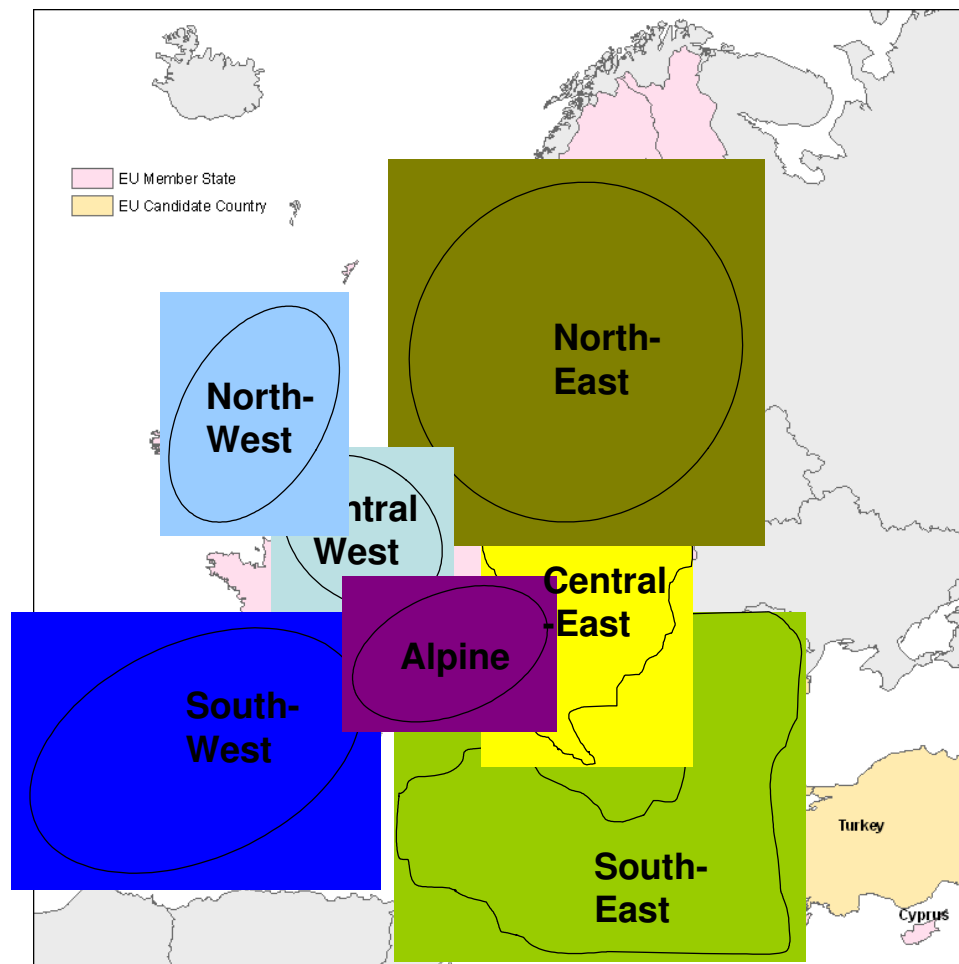 EU Member State
EU Candidate Country
North-
East
North-
West
ntral
West
Central
-East
Alpine
South-
West
Turkey
South-
East
Cyprus